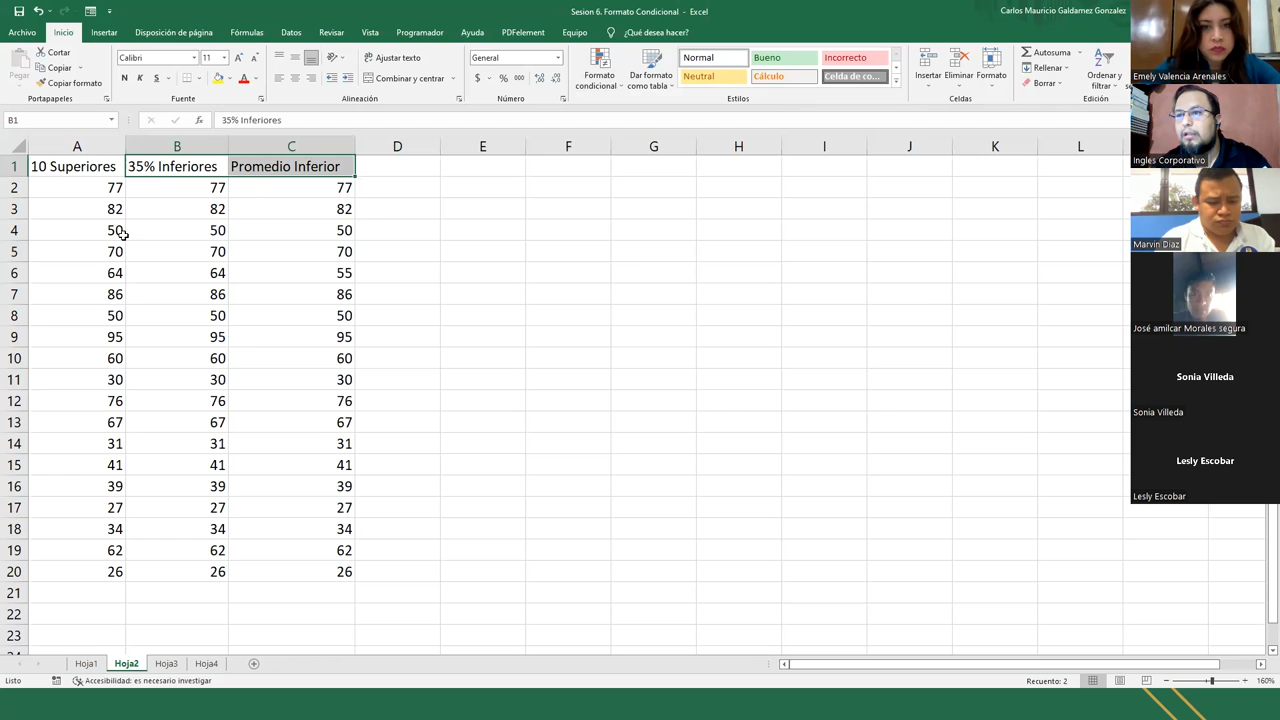 Sesion 6. Formato Condicional - Excel
Carlos Mauricio Galdamez Gonzalez
Archivo Inicio Insertar Disposición de página Fórmulas Datos Revisar Vista Programador Ayuda PDFelement Equipo ¿Qué desea hacer?
Pegar
Cortar
Copiar
Copiar formato
Portapapeles
Calibri 11
N K S
Fuente
Ajustar texto
Combinar y centrar
Alineación
General
$ % 000
Número
Formato condicional
Dar formato como tabla
Normal Bueno Incorrecto
Neutral Cálculo Celda de co...
Estilos
Insertar Eliminar Formato
Celdas
Autosuma
Rellenar
Borrar
Ordenar y
Edición
B1 fx 35% Inferiores
A B C D E F G H I J K L
1 10 Superiores 35% Inferiores Promedio Inferior
2 77 77 77
3 82 82 82
4 50 50 50
5 70 70 70
6 64 64 55
7 86 86 86
8 50 50 50
9 95 95 95
10 60 60 60
11 30 30 30
12 76 76 76
13 67 67 67
14 31 31 31
15 41 41 41
16 39 39 39
17 27 27 27
18 34 34 34
19 62 62 62
20 26 26 26
21
22
23
Hoja1 Hoja2 Hoja3 Hoja4
Listo Accesibilidad: es necesario investigar Recuento: 2 160%
Emely Valencia Arenales
Ingles Corporativo
Marvin Diaz
José amilcar Morales segura
Sonia Villeda
Sonia Villeda
Lesly Escobar
Lesly Escobar